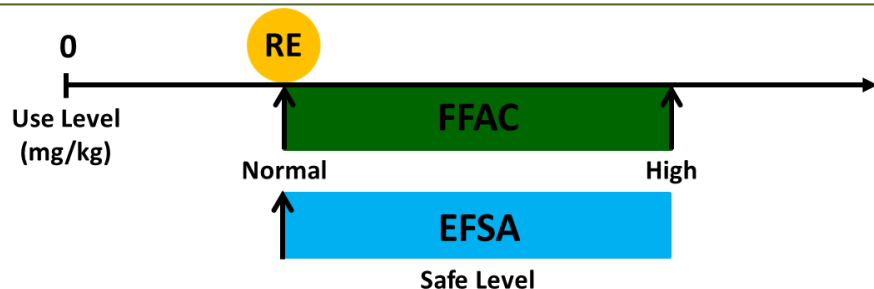 0
RE
Use Level
(mg/kg)
FFAC
Normal
High
EFSA
Safe Level